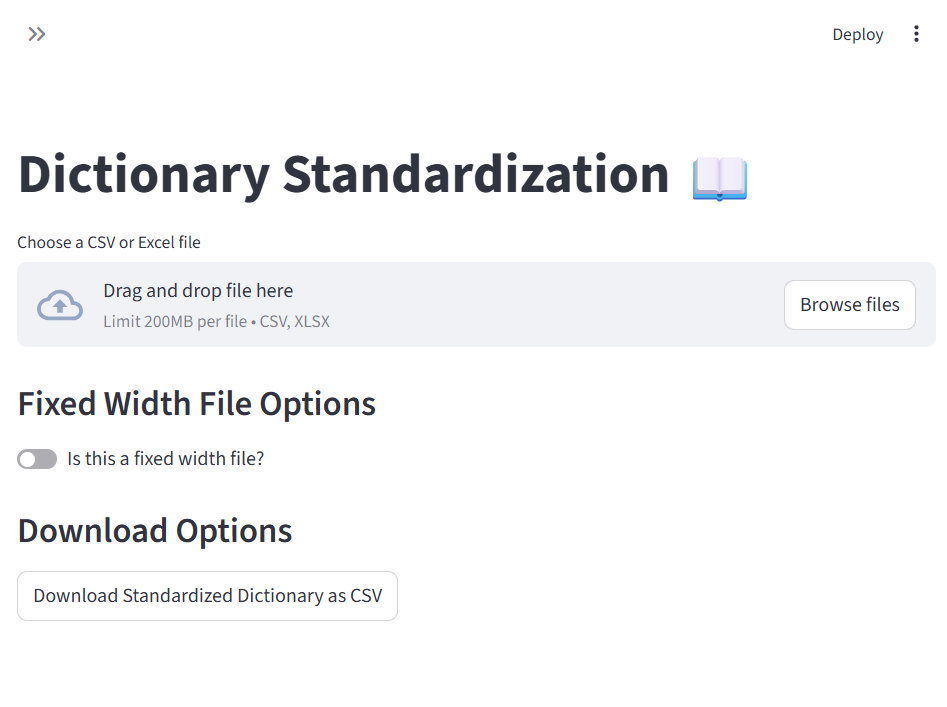 Deploy
Dictionary Standardization
Choose a CSV or Excel file
Drag and drop file here
Limit 200MB per file • CSV, XLSX
Browse files
Fixed Width File Options
Is this a fixed width file?
Download Options
Download Standardized Dictionary as CSV